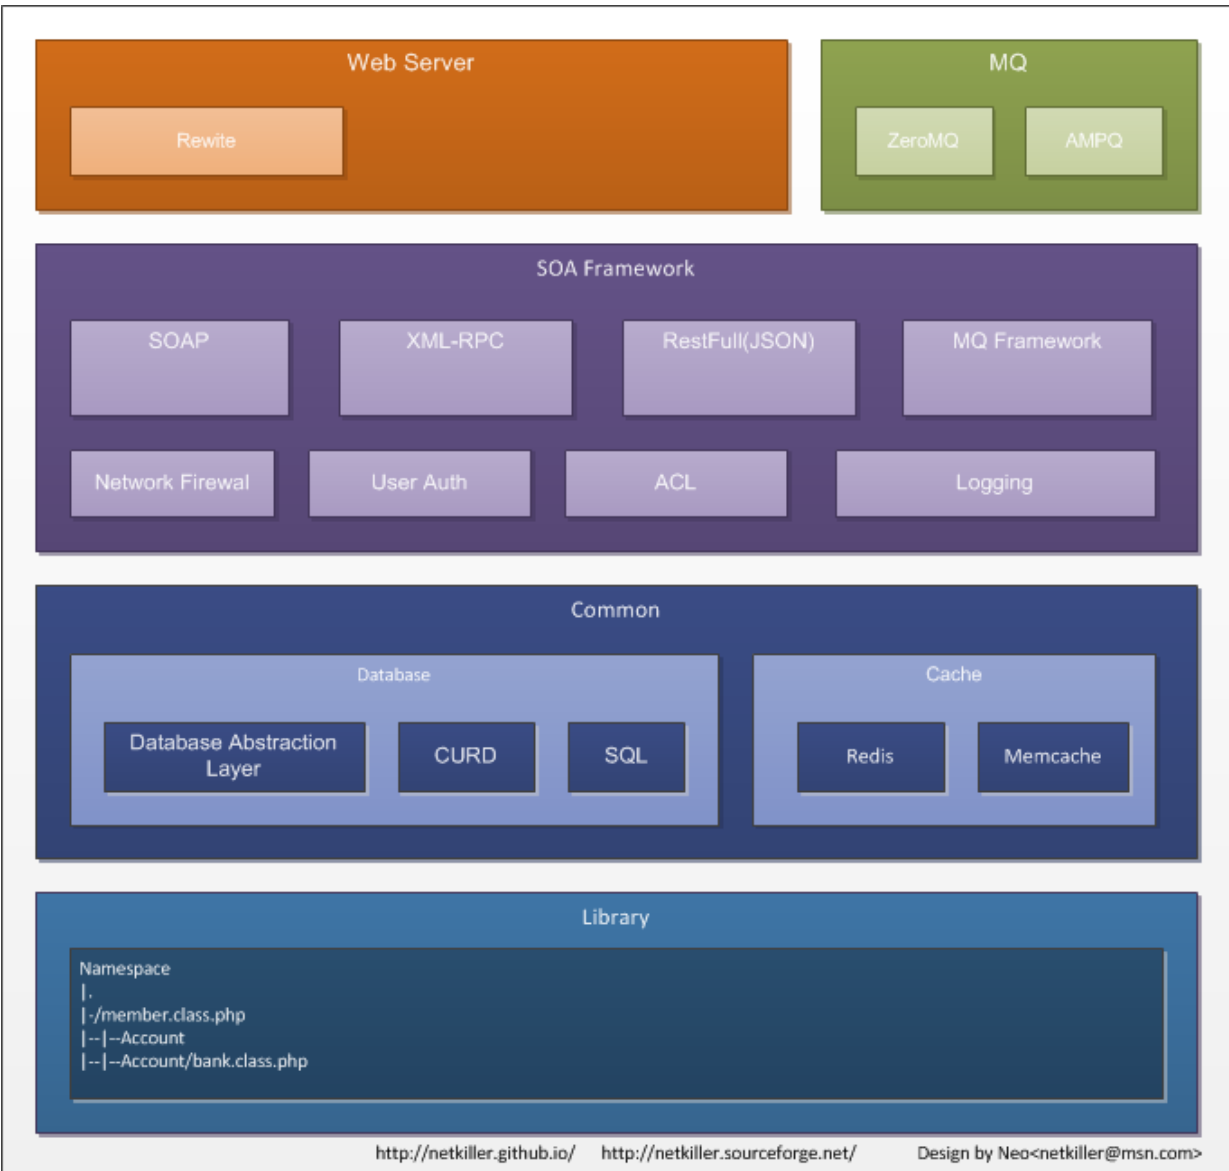 Web Server
Rewite
MQ
ZeroMQ
AMPQ
SOA Framework
SOAP
XML-RPC
RestFull(JSON)
MQ Framework
Network Firewal
User Auth
ACL
Logging
Common
Database
Database Abstraction
Layer
CURD
SQL
Cache
Redis
Memcache
Library
Namespace
|.
|-/member.class.php
|--|--Account
|--|--Account/bank.class.php
http://netkiller.github.io/ http://netkiller.sourceforge.net/ Design by Neo<netkiller@msn.com>